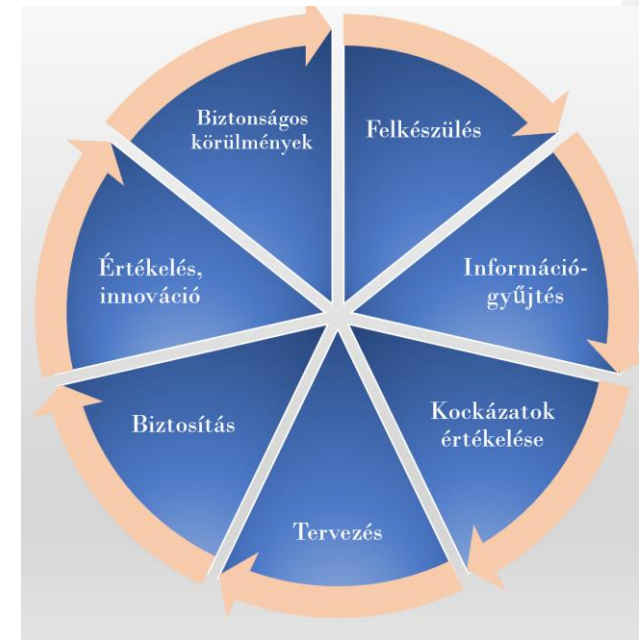 Felkészülés
Információ-
gyűjtés
Kockázatok
értékelése
Tervezés
Biztosítás
Értékelés,
innováció
Biztonságos
körülmények